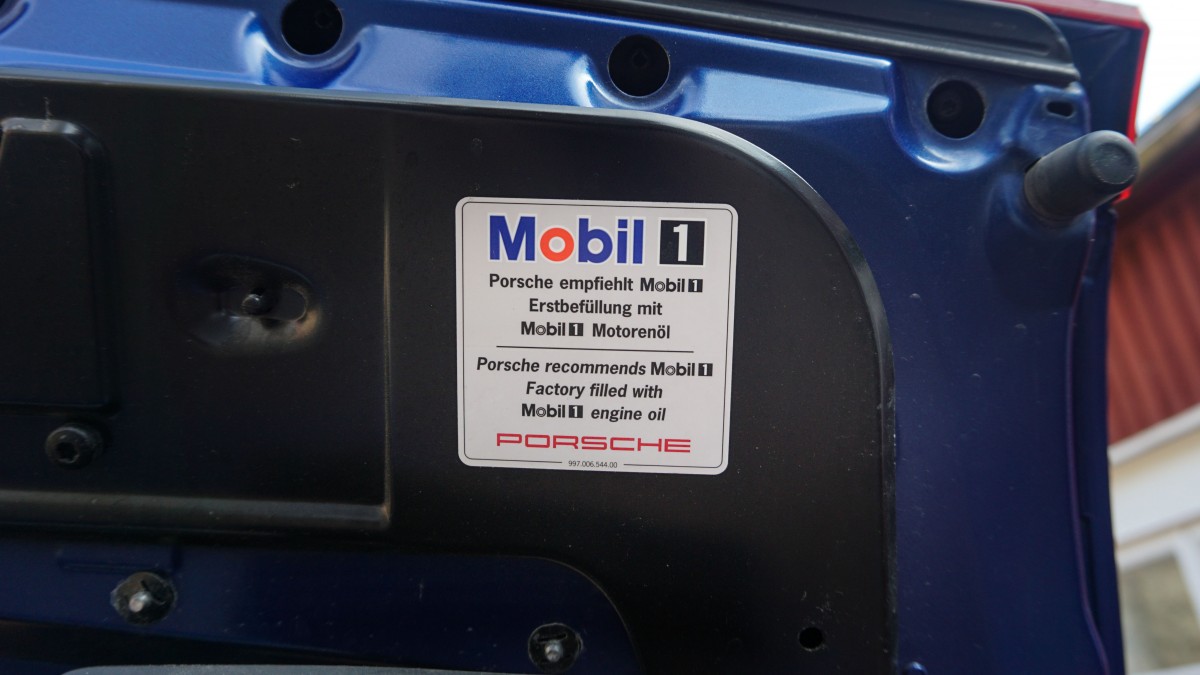 Mobil 1
Porsche empfiehlt Mobil 1
Erstbefüllung mit
Mobil 1 Motorenöl
Porsche recommends Mobil 1
Factory filled with
Mobil 1 engine oil
PORSCHE
997.006.544.00